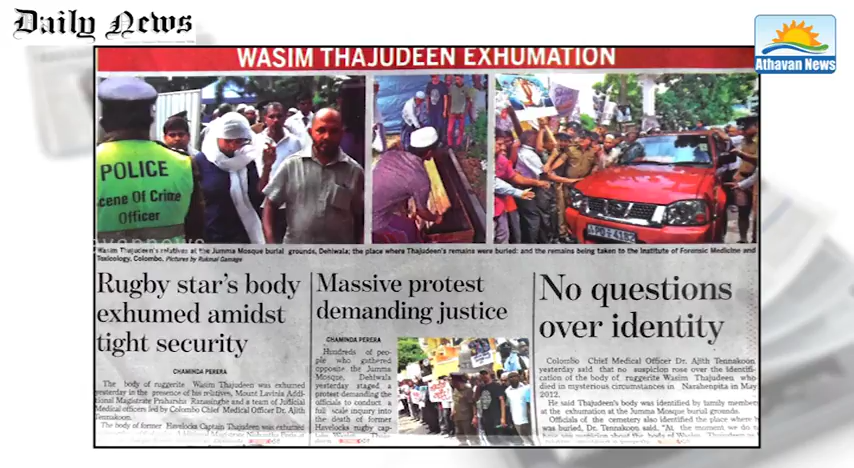 Daily News
Athavan News
WASIM THAJUDEEN EXHUMATION
POLICE
Scene Of Crime
Officer
Wasim Thajudeen's relatives at the Jumma Mosque burial grounds, Dehiwala; the place where Thajudeen's remains were buried: and the remains being taken to the Institute of Forensic Medicine and
Toxicology, Colombo. Pictures by Rukmal Gamage
Rugby star's body
exhumed amidst
tight security
CHAMINDA PERERA
The body of ruggerite Wasim Thajudeen was exhumed
yesterday in the presence of his relatives, Mount Lavinia Addi-
tional Magistrate and a team of Judicial
Medical officers led by Colombo Chief Medical Officer Dr. Ajith
Tennakoon.
The body of former Havelocks Captain Thajudeen was exhumed
Massive protest
demanding justice
CHAMINDA PERERA
Hundreds of peo-
ple who gathered
opposite the Jumma
Mosque, Dehiwala
yesterday staged a
protest demanding the
officials to conduct a
full scale inquiry into
the death of former
Havelocks rugby cap-
No questions
over identity
Colombo Chief Medical Officer Dr. Ajith Tennakoon
yesterday said that no suspicion rose over the identifi-
cation of the body of ruggerite Wasim Thajudeen who
died in mysterious circumstances in Narahenpita in May
2012.
He said Thajudeen's body was identified by family members
at the exhumation at the Jumma Mosque burial grounds.
Officials of the cemetery also identified the place where
was buried, Dr. Tennakoon said. "At the moment we do